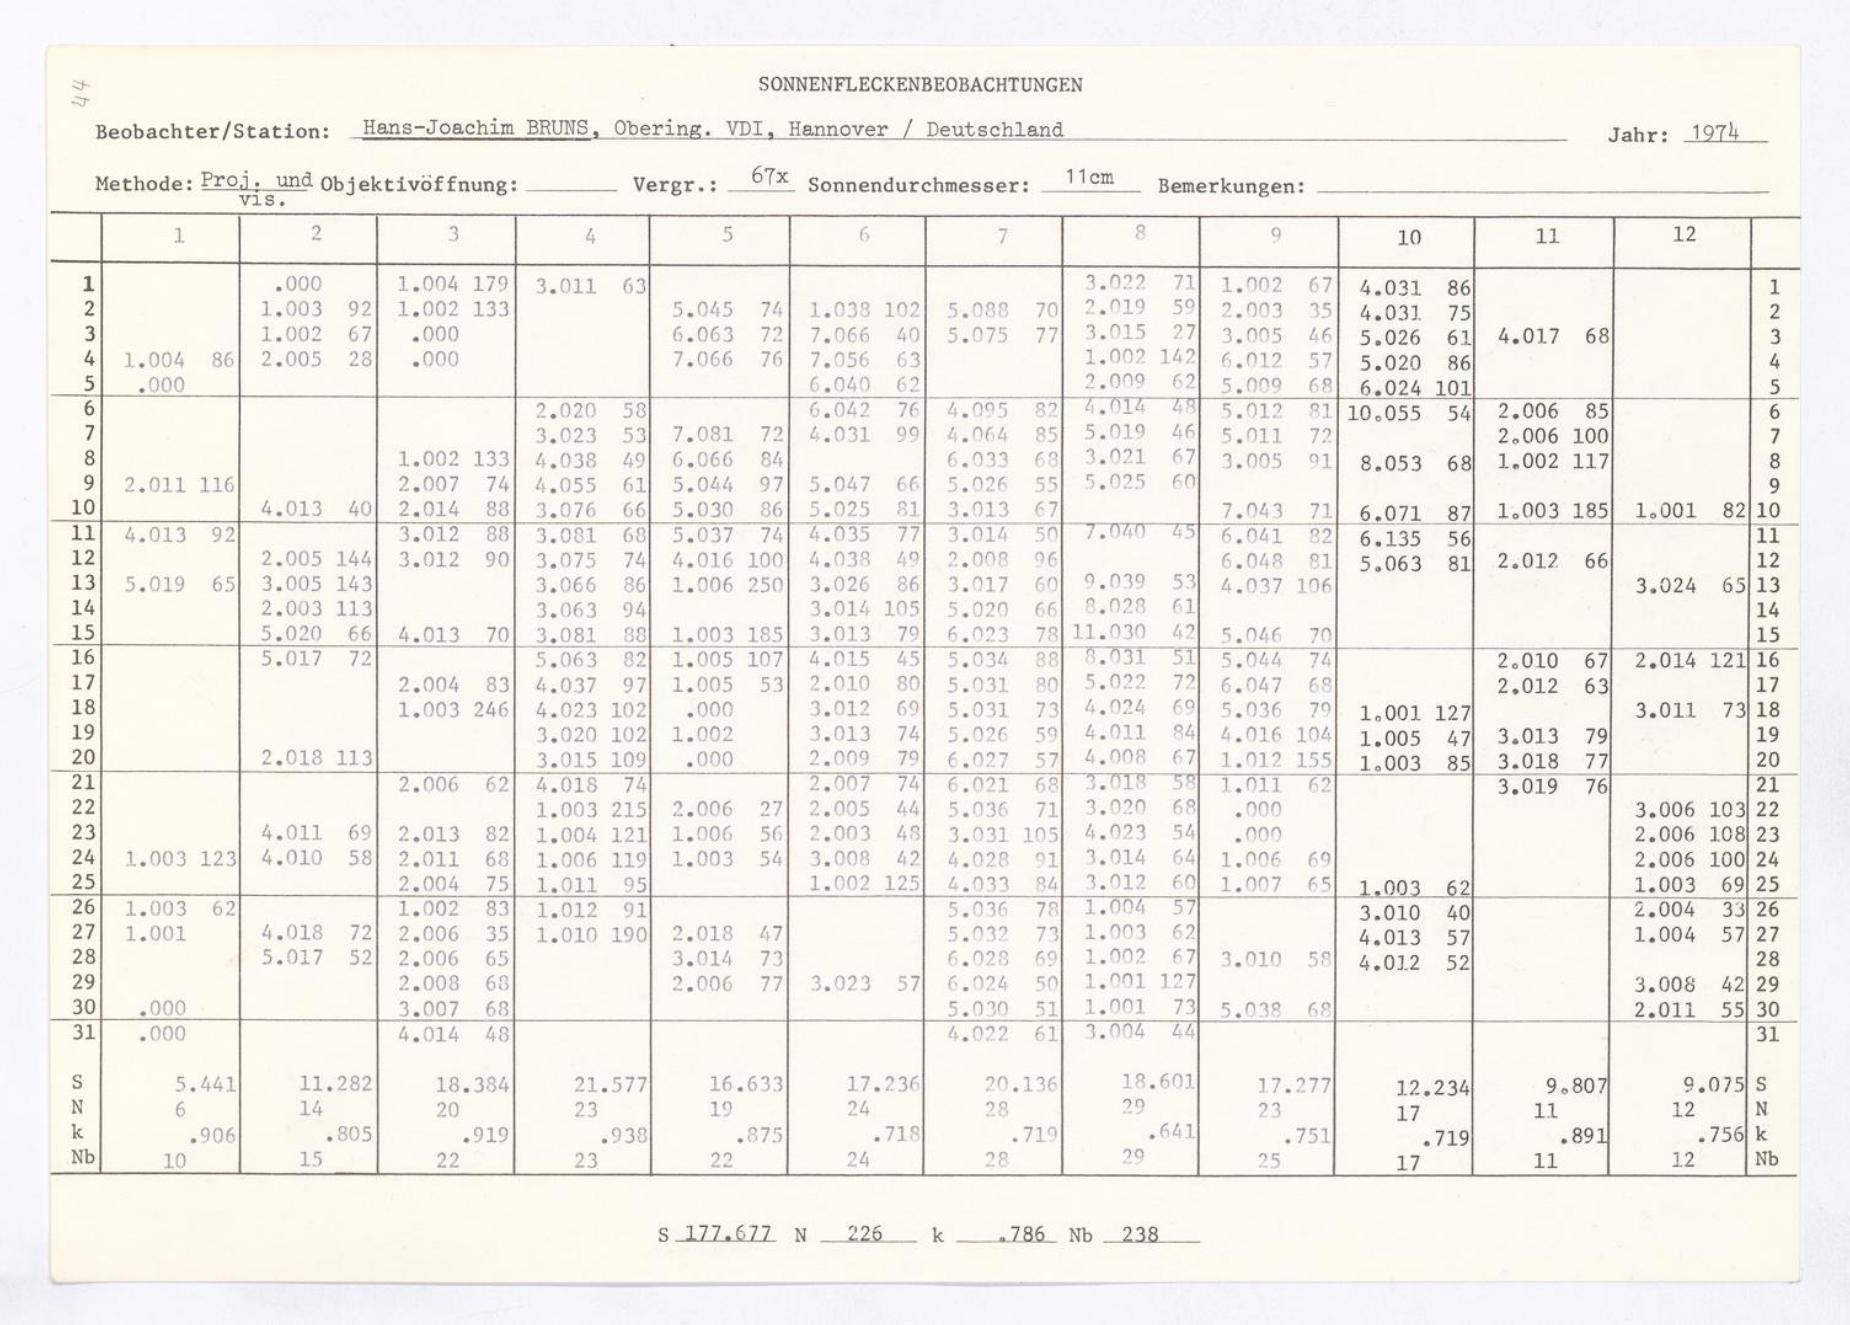 44
SONNENFLECKENBEOBACHTUNGEN
Beobachter/Station: Hans-Joachim BRUNS, Obering. VDI, Hannover / Deutschland Jahr: 1974
Methode: Proj. und vis. Objektivöffnung: Vergr.: 67x Sonnendurchmesser: 11cm Bemerkungen:
1 2 3 4 5 6 7 8 9 10 11 12
1 .000 1.004 179 3.011 63 3.022 71 1.002 67 4.031 86 1
2 1.003 92 1.002 133 5.045 74 1.038 102 5.088 70 2.019 59 2.003 35 4.031 75 2
3 1.002 67 .000 6.063 72 7.066 40 5.075 77 3.015 27 3.005 46 5.026 61 4.017 68 3
4 1.004 86 2.005 28 .000 7.066 76 7.056 63 1.002 142 6.012 57 5.020 86 4
5 .000 6.040 62 2.009 62 5.009 68 6.024 101 5
6 2.020 58 6.042 76 4.095 82 4.014 48 5.012 81 10.055 54 2.006 85 6
7 3.023 53 7.081 72 4.031 99 4.064 85 5.019 46 5.011 72 2.006 100 7
8 1.002 133 4.038 49 6.066 84 6.033 68 3.021 67 3.005 91 8.053 68 1.002 117 8
9 2.011 116 2.007 74 4.055 61 5.044 97 5.047 66 5.026 55 5.025 60 9
10 4.013 40 2.014 88 3.076 66 5.030 86 5.025 81 3.013 67 7.043 71 6.071 87 1.003 185 1.001 82 10
11 4.013 92 3.012 88 3.081 68 5.037 74 4.035 77 3.014 50 7.040 45 6.041 82 6.135 56 11
12 2.005 144 3.012 90 3.075 74 4.016 100 4.038 49 2.008 96 6.048 81 5.063 81 2.012 66 12
13 5.019 65 3.005 143 3.066 86 1.006 250 3.026 86 3.017 60 9.039 53 4.037 106 3.024 65 13
14 2.003 113 3.063 94 3.014 105 5.020 66 8.028 61 14
15 5.020 66 4.013 70 3.081 88 1.003 185 3.013 79 6.023 78 11.030 42 5.046 70 15
16 5.017 72 5.063 82 1.005 107 4.015 45 5.034 88 8.031 51 5.044 74 2.010 67 2.014 121 16
17 2.004 83 4.037 97 1.005 53 2.010 80 5.031 80 5.022 72 6.047 68 2.012 63 17
18 1.003 246 4.023 102 .000 3.012 69 5.031 73 4.024 69 5.036 79 1.001 127 3.011 73 18
19 3.020 102 1.002 3.013 74 5.026 59 4.011 84 4.016 104 1.005 47 3.013 79 19
20 2.018 113 3.015 109 .000 2.009 79 6.027 57 4.008 67 1.012 155 1.003 85 3.018 77 20
21 2.006 62 4.018 74 2.007 74 6.021 68 3.018 58 1.011 62 3.019 76 21
22 1.003 215 2.006 27 2.005 44 5.036 71 3.020 68 .000 3.006 103 22
23 4.011 69 2.013 82 1.004 121 1.006 56 2.003 48 3.031 105 4.023 54 .000 2.006 108 23
24 1.003 123 4.010 58 2.011 68 1.006 119 1.003 54 3.008 42 4.028 91 3.014 64 1.006 69 2.006 100 24
25 2.004 75 1.011 95 1.002 125 4.033 84 3.012 60 1.007 65 1.003 62 1.003 69 25
26 1.003 62 1.002 83 1.012 91 5.036 78 1.004 57 3.010 40 2.004 33 26
27 1.001 4.018 72 2.006 35 1.010 190 2.018 47 5.032 73 1.003 62 4.013 57 1.004 57 27
28 5.017 52 2.006 65 3.014 73 6.028 69 1.002 67 3.010 58 4.012 52 28
29 2.008 68 2.006 77 3.023 57 6.024 50 1.001 127 3.008 42 29
30 .000 3.007 68 5.030 51 1.001 73 5.038 68 2.011 55 30
31 .000 4.014 48 4.022 61 3.004 44 31
S 5.441 11.282 18.384 21.577 16.633 17.236 20.136 18.601 17.277 12.234 9.807 9.075 S
N 6 14 20 23 19 24 28 29 23 17 11 12 N
k .906 .805 .919 .938 .875 .718 .719 .641 .751 .719 .891 .756 k
Nb 10 15 22 23 22 24 28 29 25 17 11 12 Nb
S 177.677 N 226 k .786 Nb 238